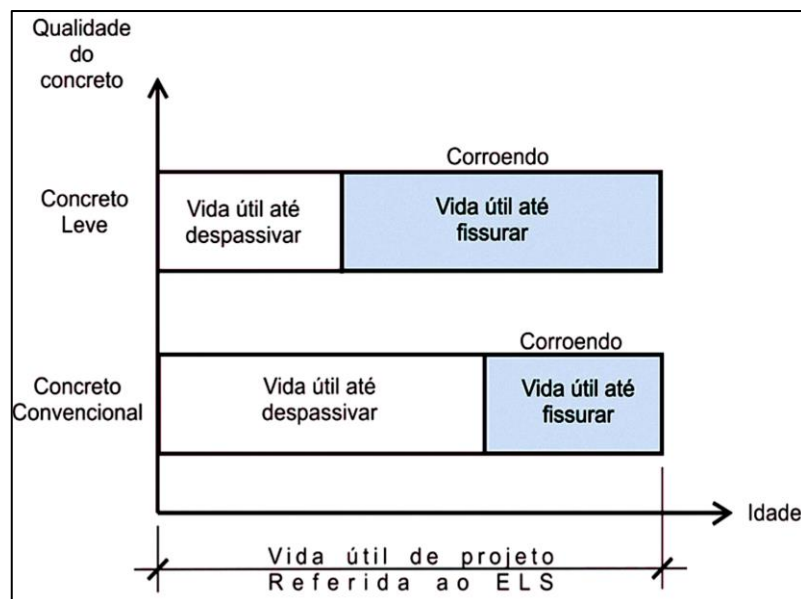 Qualidade
do
concreto
Corroendo
Concreto
Leve
Vida útil até
despassivar
Vida útil até
fissurar
Corroendo
Concreto
Convencional
Vida útil até
despassivar
Vida útil até
fissurar
Idade
Vida útil de projeto
Referida ao ELS